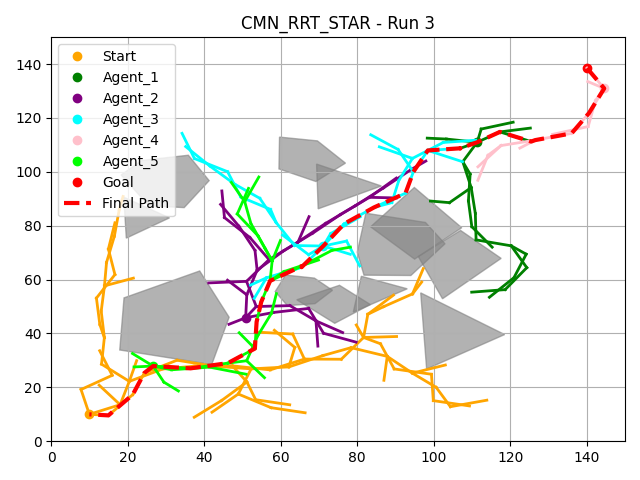 CMN_RRT_STAR - Run 3
Start
Agent_1
Agent_2
Agent_3
Agent_4
Agent_5
Goal
Final Path
140
120
100
80
60
40
20
0
0 20 40 60 80 100 120 140